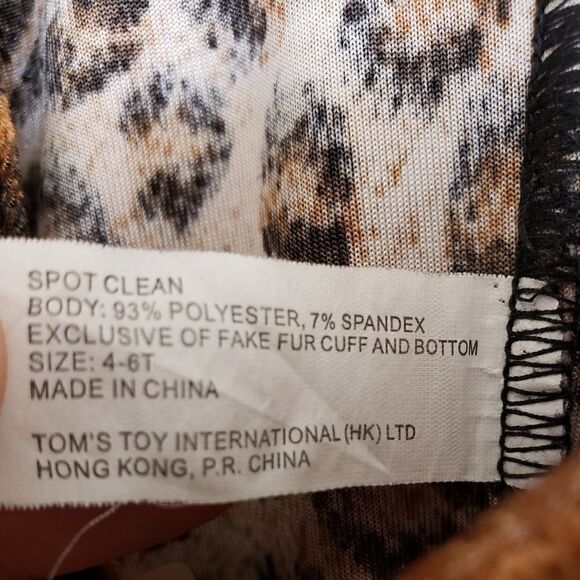 SPOT CLEAN
BODY: 93% POLYESTER, 7% SPANDEX
EXCLUSIVE OF FAKE FUR CUFF AND BOTTOM
SIZE: 4-6T
MADE IN CHINA
TOM'S TOY INTERNATIONAL (HK) LTD
HONG KONG, P.R. CHINA